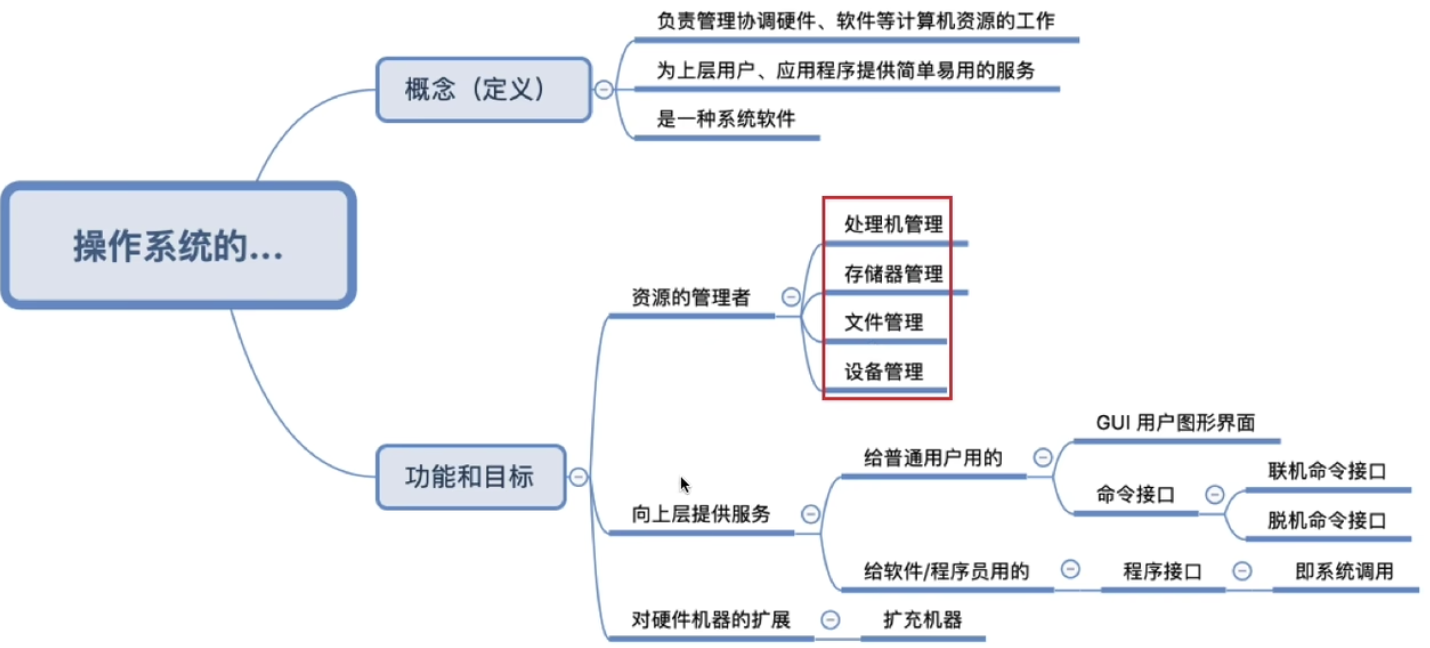 负责管理协调硬件、软件等计算机资源的工作
为上层用户、应用程序提供简单易用的服务
概念（定义）
是一种系统软件
操作系统的...
处理机管理
存储器管理
资源的管理者
文件管理
设备管理
GUI 用户图形界面
给普通用户用的
联机命令接口
功能和目标
命令接口
向上层提供服务
脱机命令接口
给软件/程序员用的
程序接口
即系统调用
对硬件机器的扩展
扩充机器